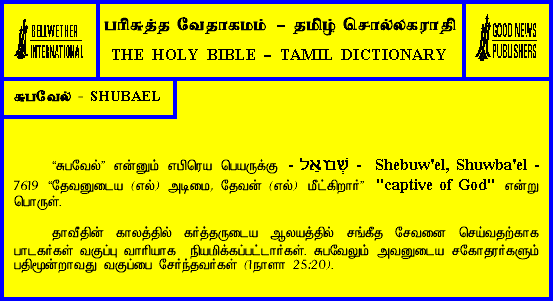 BELLWETHER
INTERNATIONAL
பரிசுத்த வேதாகமம் – தமிழ் சொல்லகராதி
THE HOLY BIBLE – TAMIL DICTIONARY
GOOD NEWS
PUBLISHERS
சுபவேல் - SHUBAEL
“சுபவேல்” என்னும் எபிரெய பெயருக்கு - שְׁבוּאֵל - Shebuw'el, Shuwba'el -
7619 “தேவனுடைய (எல்) அடிமை, தேவன் (எல்) மீட்கிறார்” "captive of God" என்று
பொருள்.
தாவீதின் காலத்தில் கர்த்தருடைய ஆலயத்தில் சங்கீத சேவனை செய்வதற்காக
பாடகர்கள் வகுப்பு வாரியாக நியமிக்கப்பட்டார்கள். சுபவேலும் அவனுடைய சகோதரர்களும்
பதிமூன்றாவது வகுப்பை சேர்ந்தவர்கள் (1நாளா 25:20).